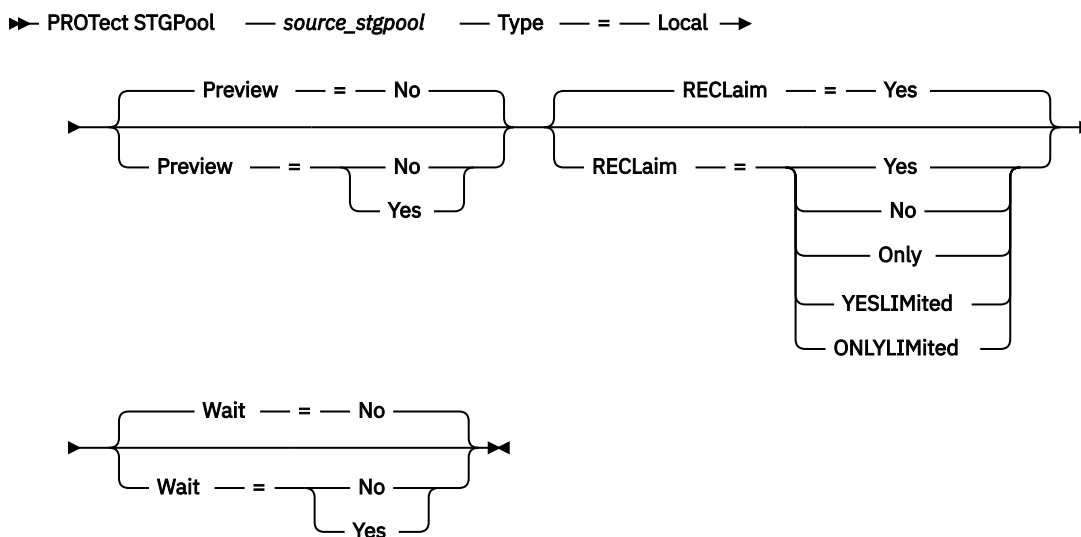 PROTect STGPool source_stgpool Type = Local
Preview = No RECLaim = Yes
Preview = No RECLaim = Yes
Yes No
Only
YESLIMited
ONLYLIMited
Wait = No
Wait = No
Yes